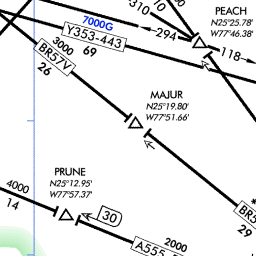 310
PEACH
N25°25.78'
W77°46.38'
7000G
Y353-443
69
294
118
3000
BR57V
26
MAJUR
N25°19.80'
W77°51.66'
PRUNE
N25°12.95'
W77°57.37'
4000
14
30
2000
A555
BR5
29